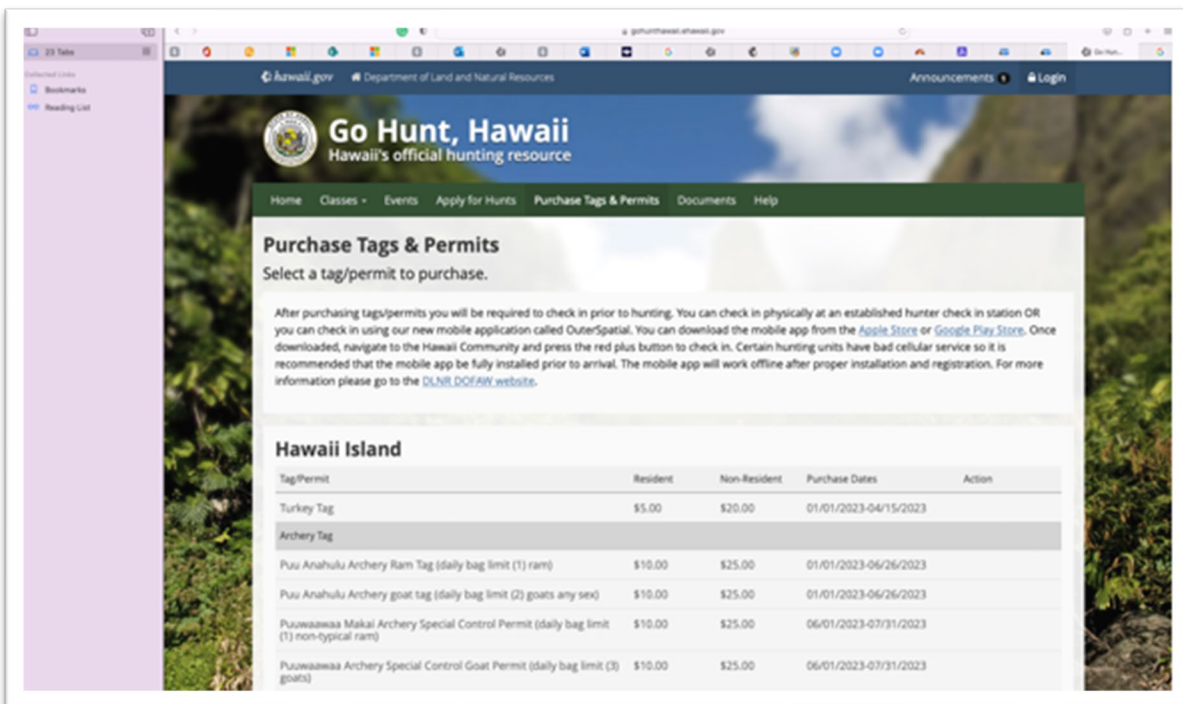 gohunthawaii.ehawaii.gov
23 Tabs
Go Hun...
Collected Links
Bookmarks
Reading List
hawaii.gov
Department of Land and Natural Resources
Announcements 1
Login
Go Hunt, Hawaii
Hawaii's official hunting resource
Home Classes Events Apply for Hunts Purchase Tags & Permits Documents Help
Purchase Tags & Permits
Select a tag/permit to purchase.
After purchasing tags/permits you will be required to check in prior to hunting. You can check in physically at an established hunter check in station OR
you can check in using our new mobile application called OuterSpatial. You can download the mobile app from the Apple Store or Google Play Store. Once
downloaded, navigate to the Hawaii Community and press the red plus button to check in. Certain hunting units have bad cellular service so it is
recommended that the mobile app be fully installed prior to arrival. The mobile app will work offline after proper installation and registration. For more
information please go to the DLNR DOFAW website.
Hawaii Island
Tag/Permit Resident Non-Resident Purchase Dates Action
Turkey Tag $5.00 $20.00 01/01/2023-04/15/2023
Archery Tag
Puu Anahulu Archery Ram Tag (daily bag limit (1) ram) $10.00 $25.00 01/01/2023-06/26/2023
Puu Anahulu Archery goat tag (daily bag limit (2) goats any sex) $10.00 $25.00 01/01/2023-06/26/2023
Puuwaawaa Makai Archery Special Control Permit (daily bag limit $10.00 $25.00 06/01/2023-07/31/2023
(1) non-typical ram)
Puuwaawaa Archery Special Control Goat Permit (daily bag limit (3) $10.00 $25.00 06/01/2023-07/31/2023
goats)